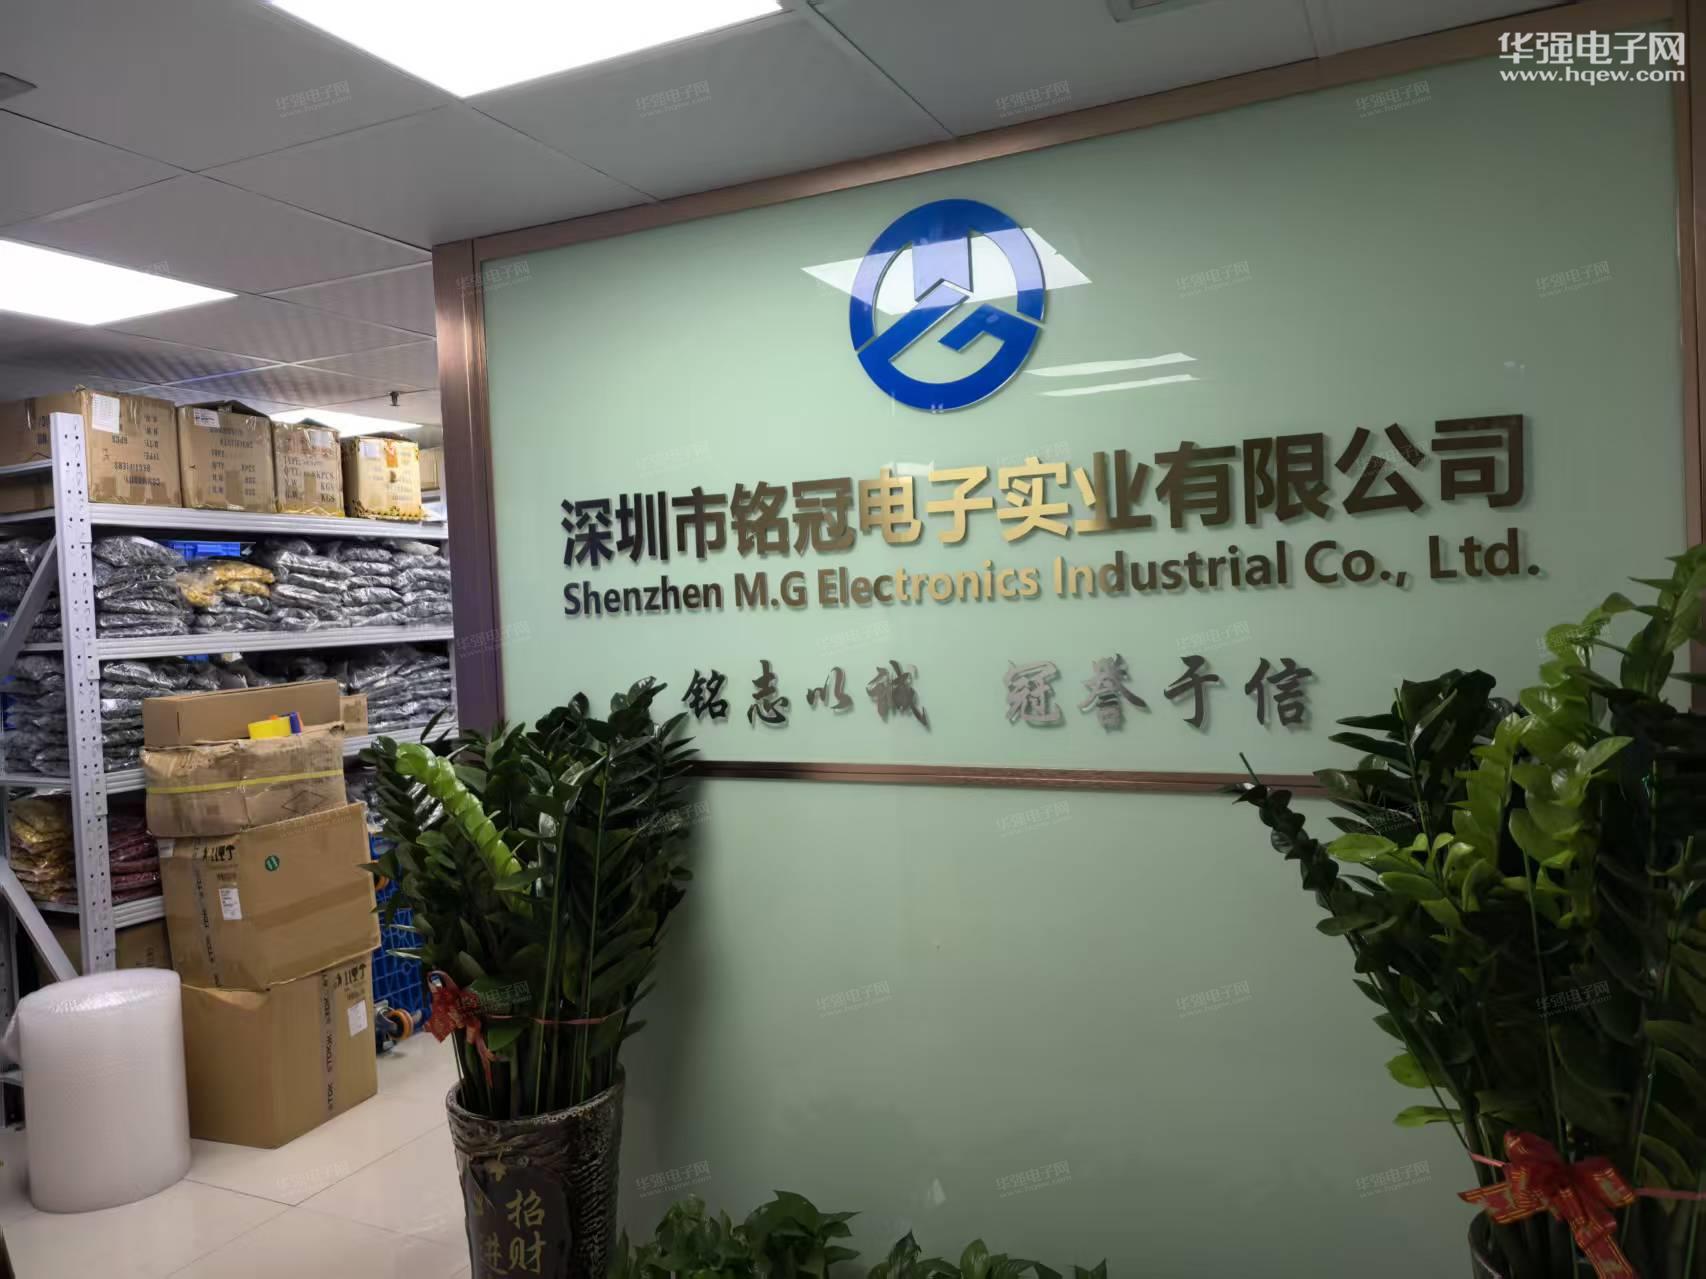 华强电子网
www.hqew.com
深圳市铭冠电子实业有限公司
Shenzhen M.G Electronics Industrial Co., Ltd.
铭志以诚 冠誉于信
招
财
进